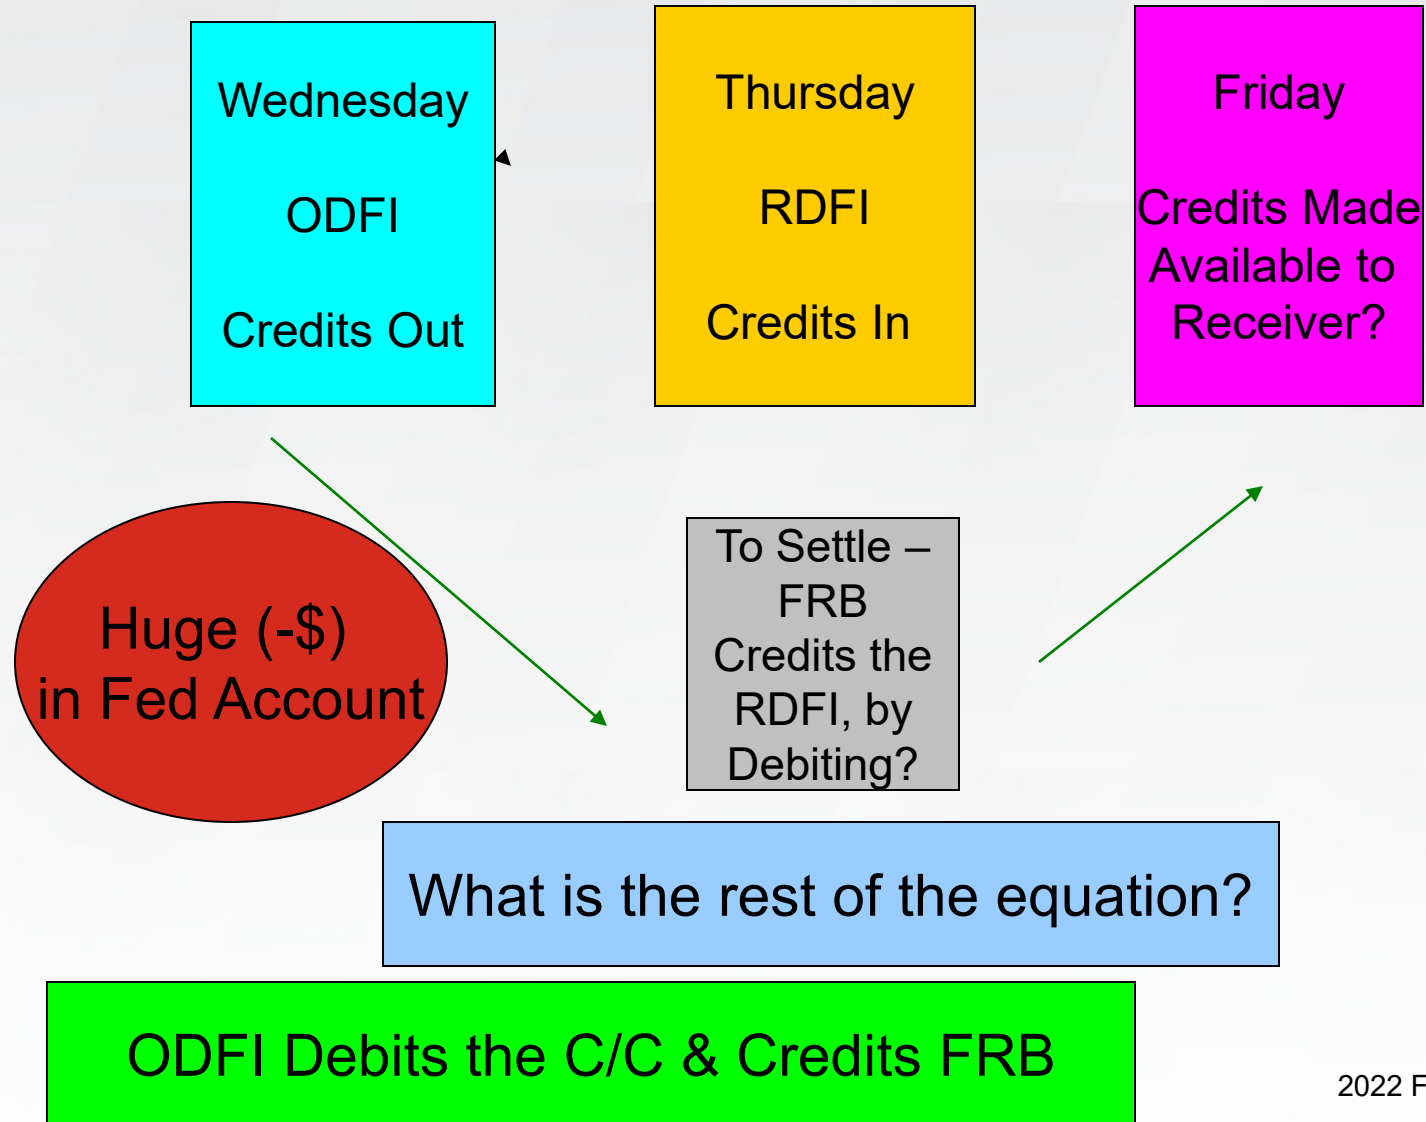 Wednesday
ODFI
Credits Out
Thursday
RDFI
Credits In
Friday
Credits Made
Available to
Receiver?
Huge (-$)
in Fed Account
To Settle –
FRB
Credits the
RDFI, by
Debiting?
What is the rest of the equation?
ODFI Debits the C/C & Credits FRB
2022 F